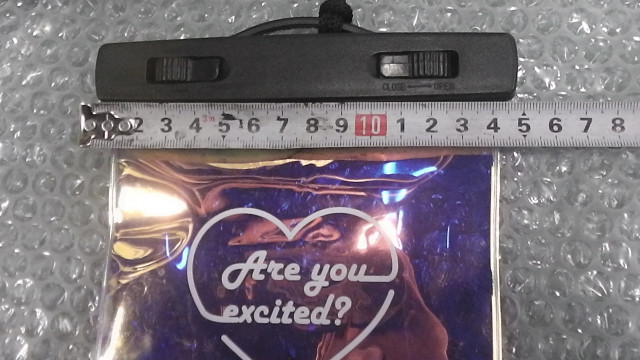 CLOSE OPEN
2 3 4 5 6 7 8 9 10 1 2 3 4 5 6 7 8
3m
Are you
excited?